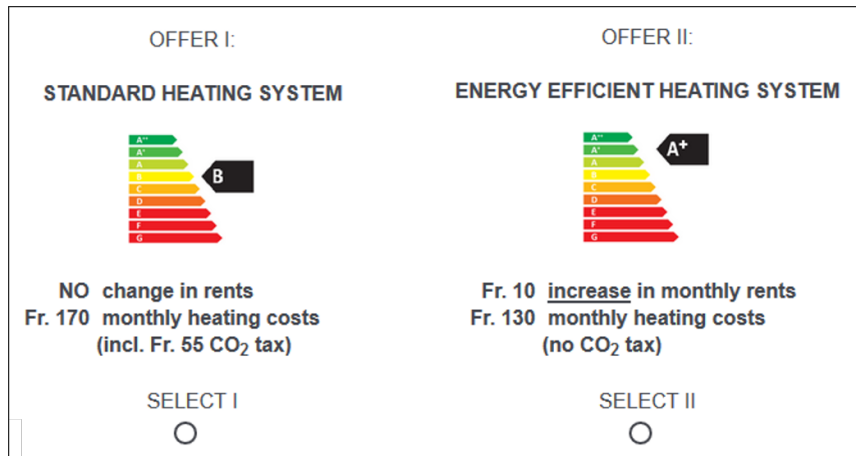 OFFER I:
STANDARD HEATING SYSTEM
A++
A+
A
B
C
D
E
F
G
B
NO change in rents
Fr. 170 monthly heating costs
(incl. Fr. 55 CO₂ tax)
SELECT I
OFFER II:
ENERGY EFFICIENT HEATING SYSTEM
A++
A+
A
B
C
D
E
F
G
A+
Fr. 10 increase in monthly rents
Fr. 130 monthly heating costs
(no CO₂ tax)
SELECT II